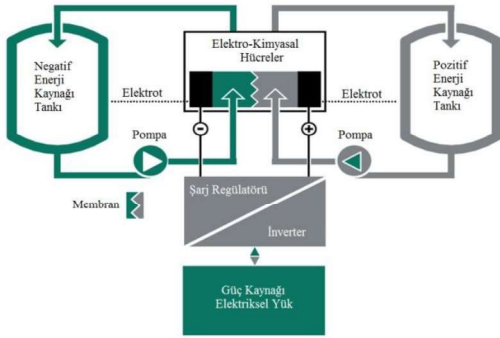 Elektro-Kimyasal
Hücreler
Negatif
Enerji
Kaynağı
Tankı
Pozitif
Enerji
Kaynağı
Tankı
Elektrot
Elektrot
Pompa
Pompa
Membran
Şarj Regülatörü
İnverter
Güç Kaynağı
Elektriksel Yük